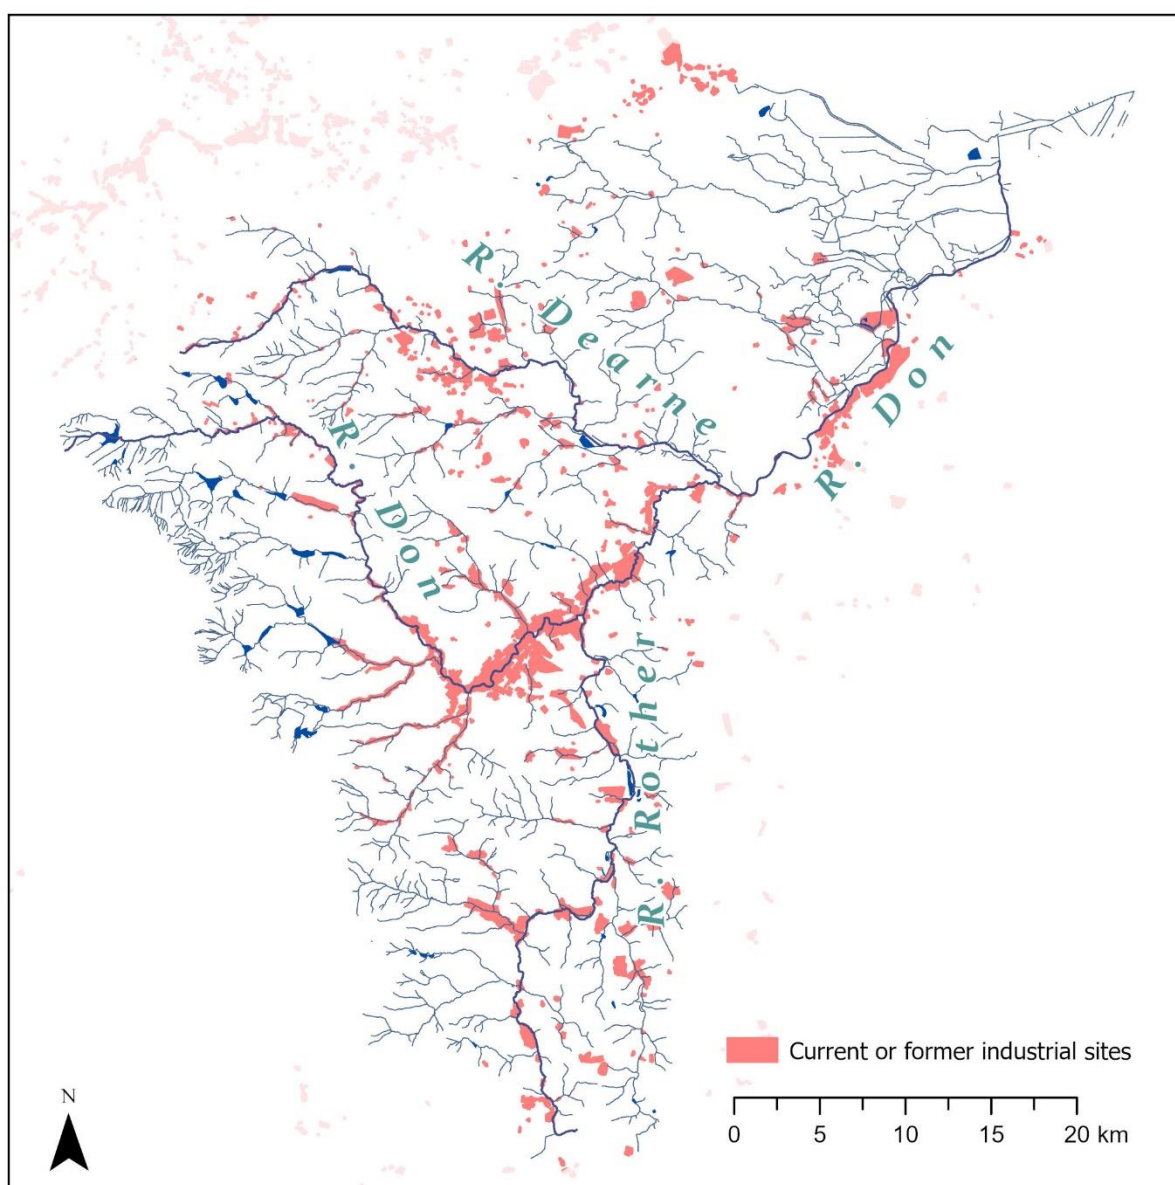 R. Dearne
R. Don
R. Don
R. Rother
Current or former industrial sites
N
0 5 10 15 20 km